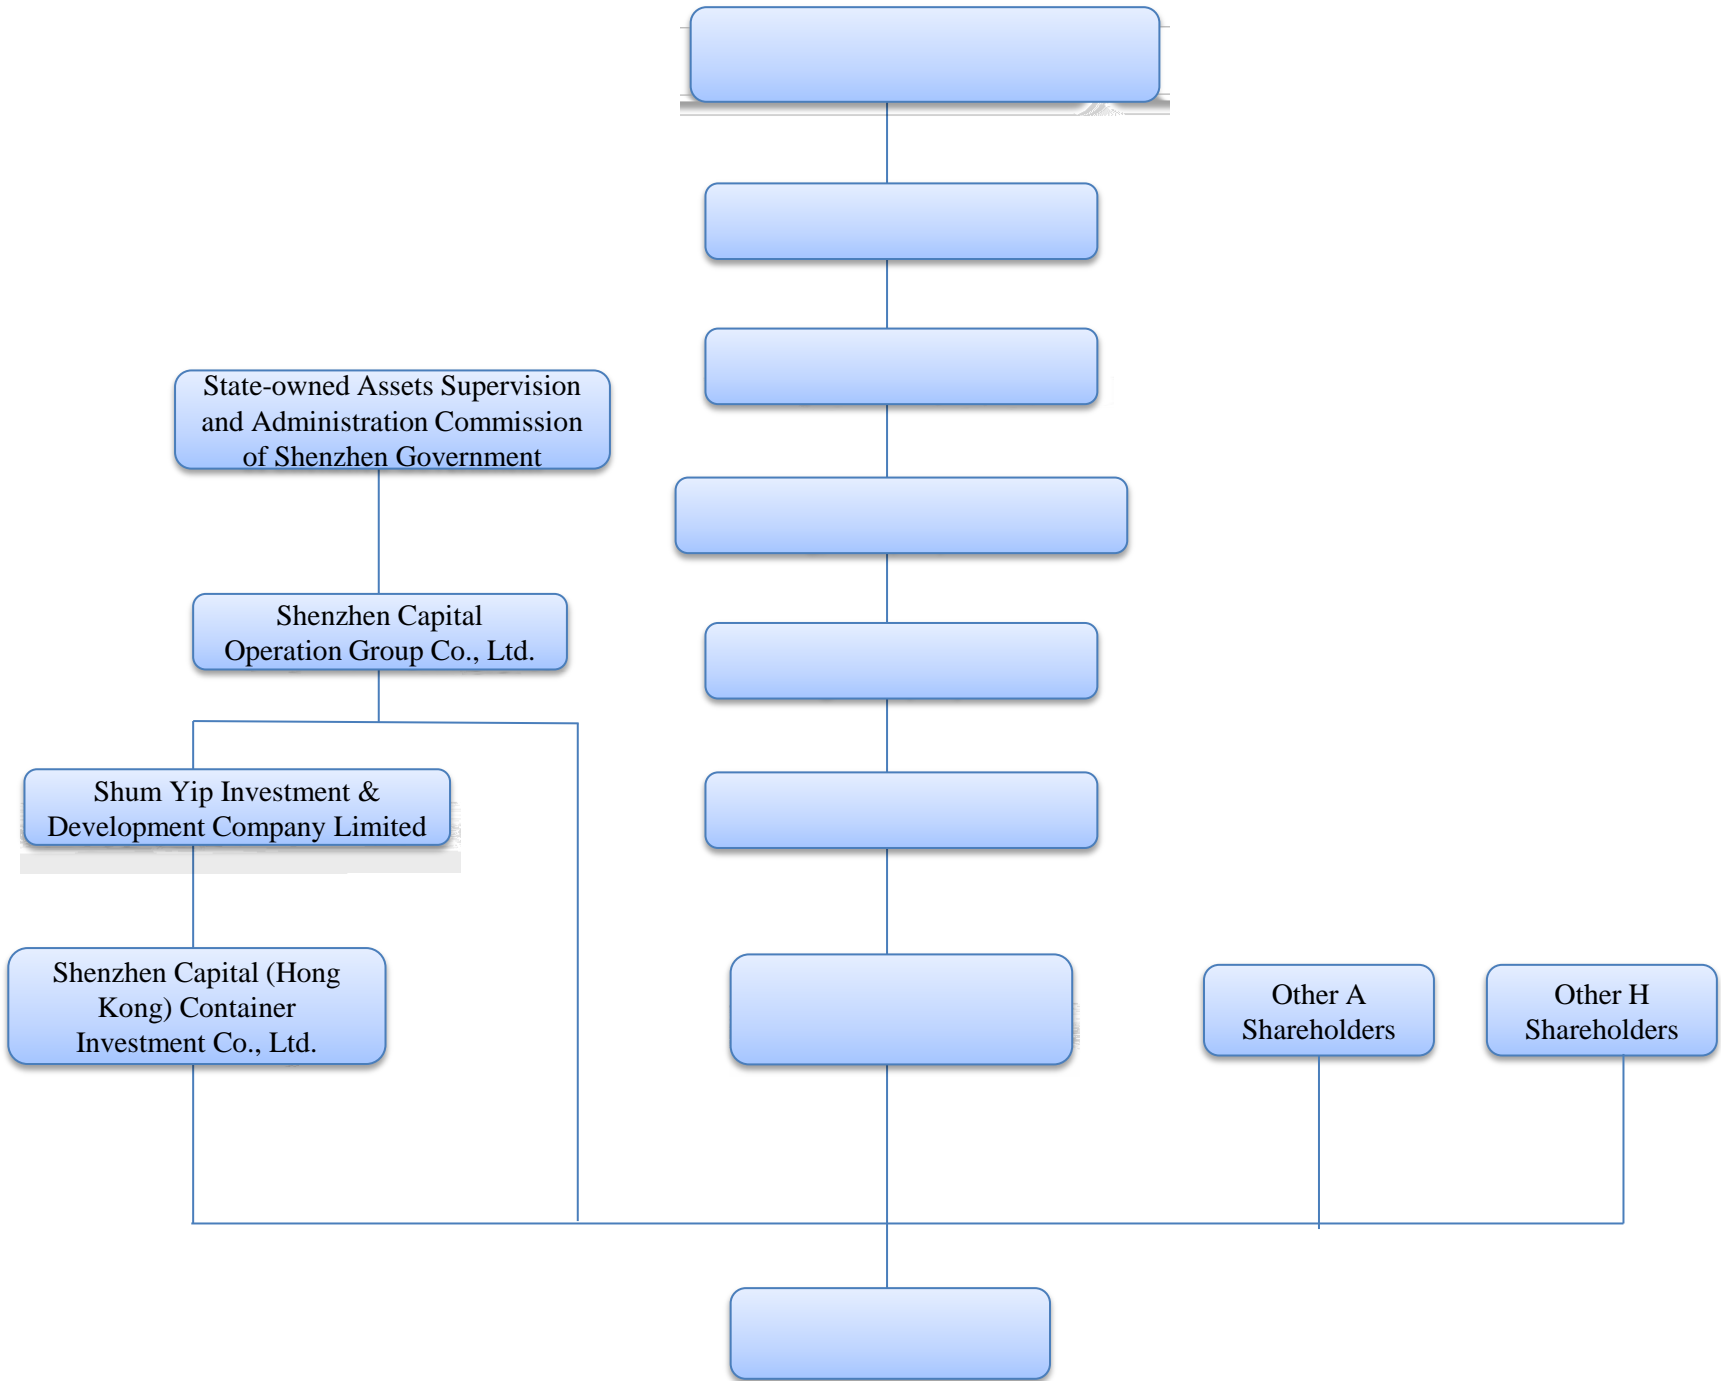 State-owned Assets Supervision
and Administration Commission
of Shenzhen Government
Shenzhen Capital
Operation Group Co., Ltd.
Shum Yip Investment &
Development Company Limited
Shenzhen Capital (Hong
Kong) Container
Investment Co., Ltd.
Other A
Shareholders
Other H
Shareholders